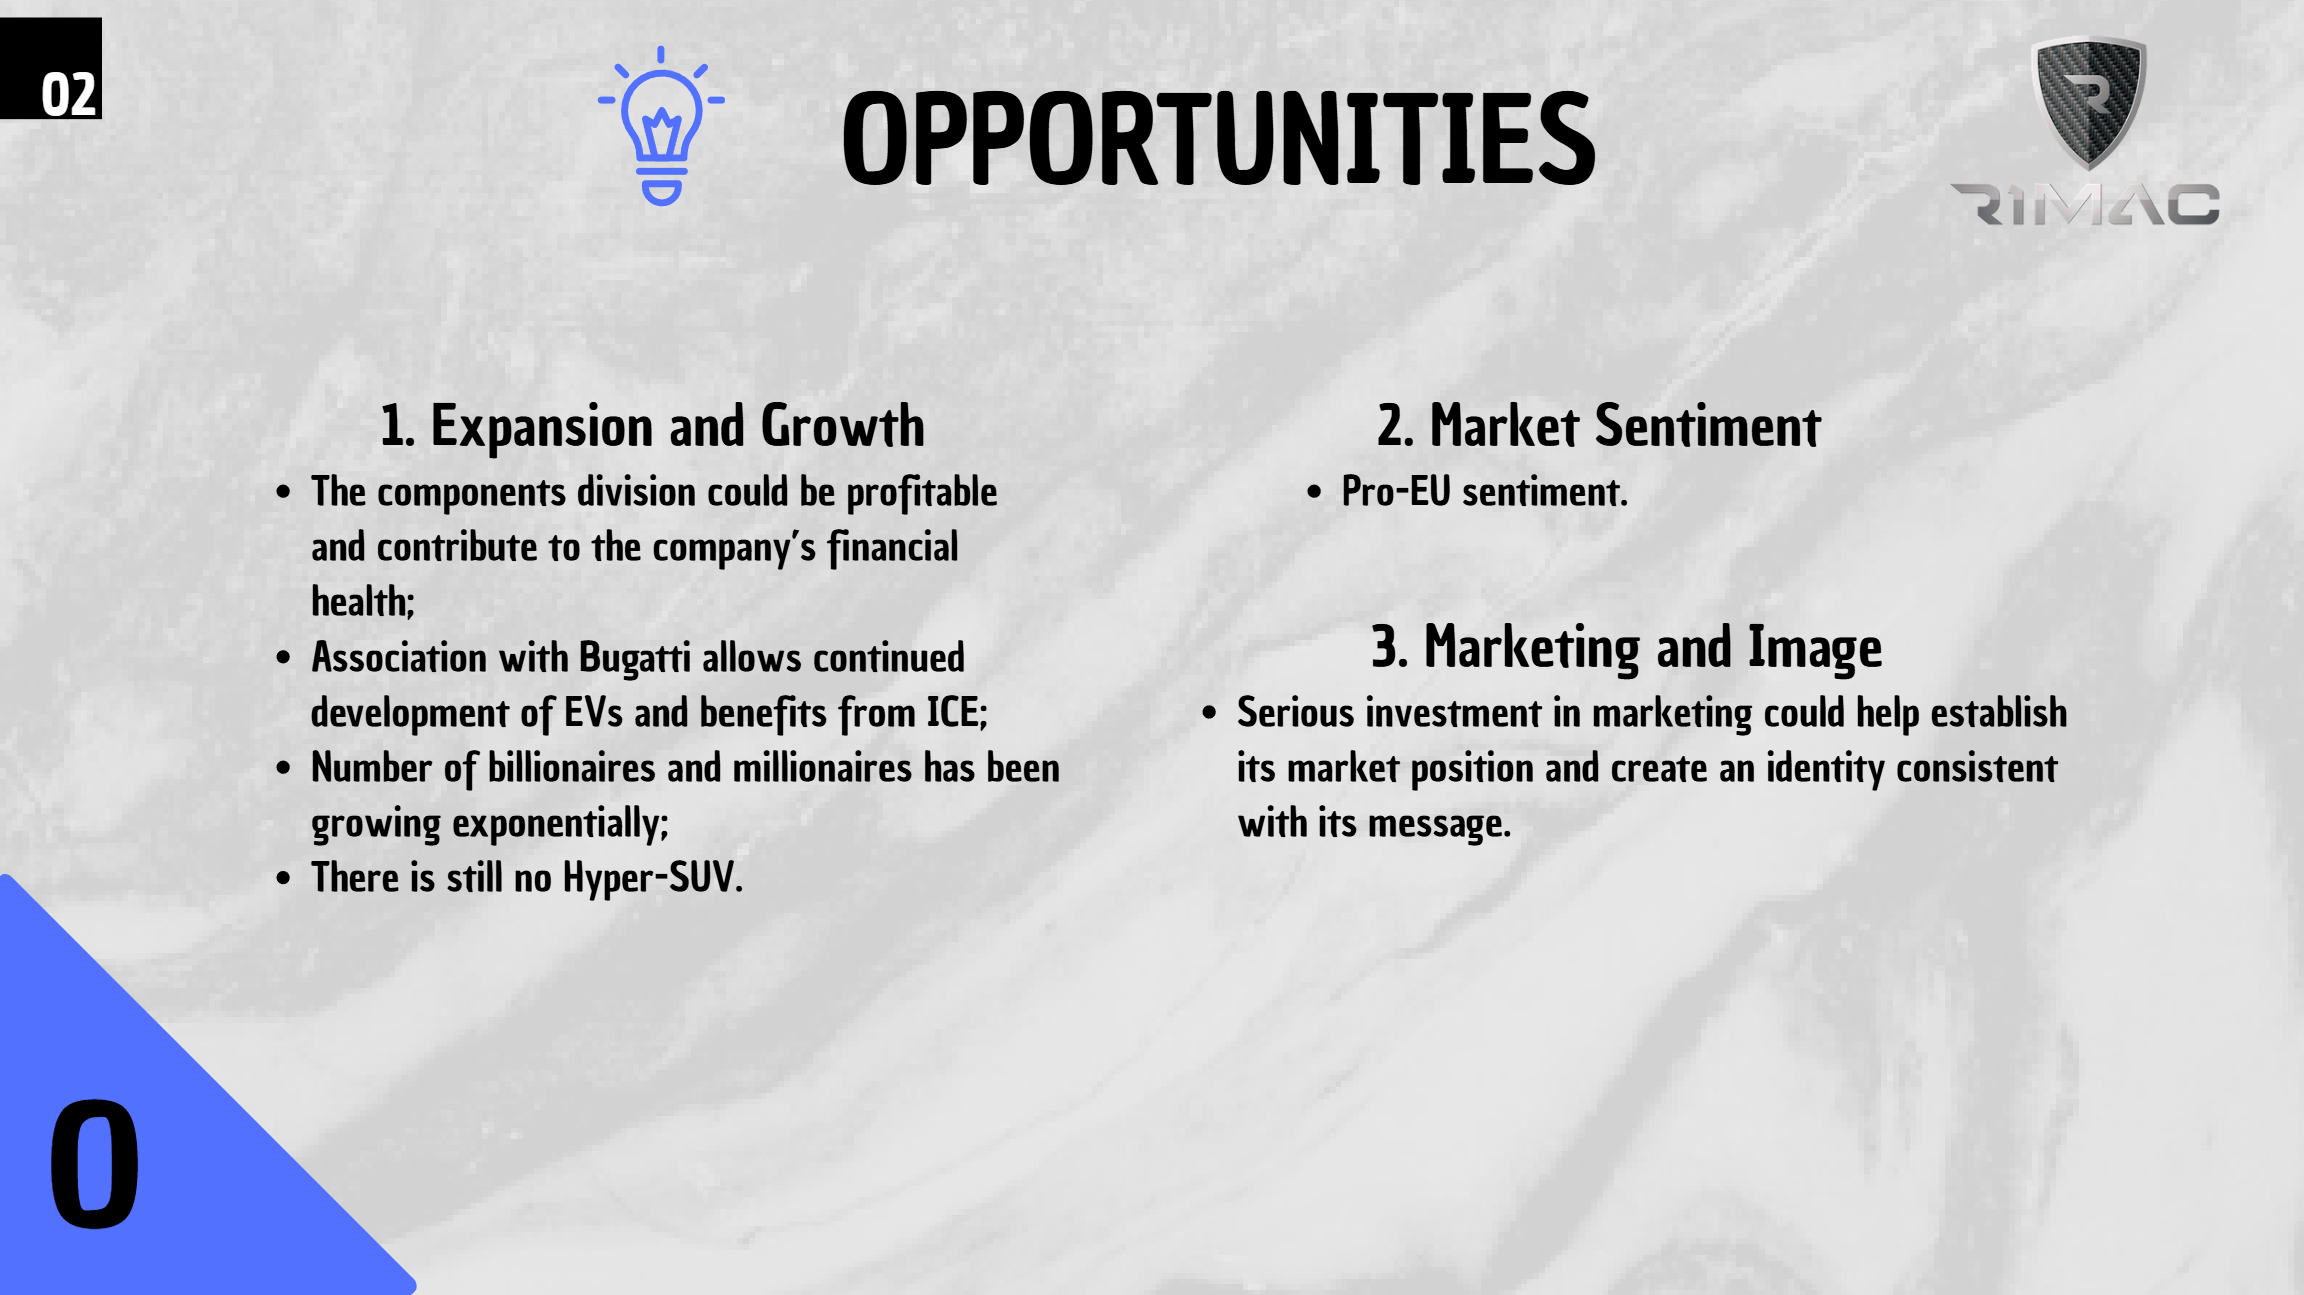 02
OPPORTUNITIES
R
R1MAC
1. Expansion and Growth
• The components division could be profitable
and contribute to the company's financial
health;
• Association with Bugatti allows continued
development of EVs and benefits from ICE;
• Number of billionaires and millionaires has been
growing exponentially;
• There is still no Hyper-SUV.
2. Market Sentiment
• Pro-EU sentiment.
3. Marketing and Image
• Serious investment in marketing could help establish
its market position and create an identity consistent
with its message.
O